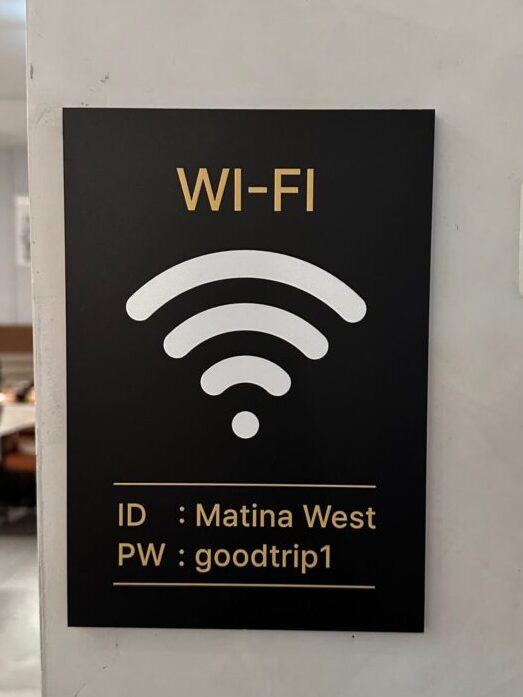 WI-FI
ID : Matina West
PW : goodtrip1